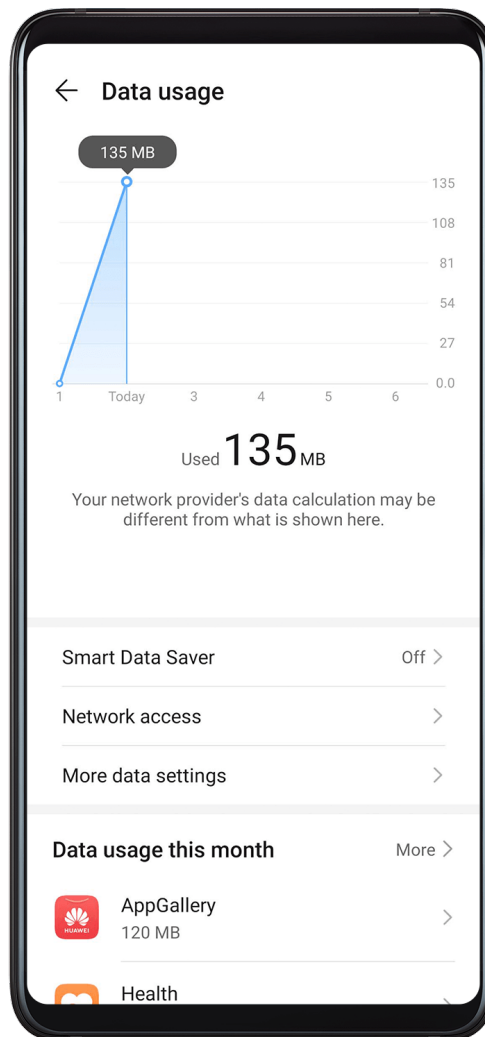 Data usage
135 MB
135
108
81
54
27
0.0
1 Today 3 4 5 6
Used 135 MB
Your network provider's data calculation may be
different from what is shown here.
Smart Data Saver Off
Network access
More data settings
Data usage this month More
AppGallery
HUAWEI
120 MB
Health